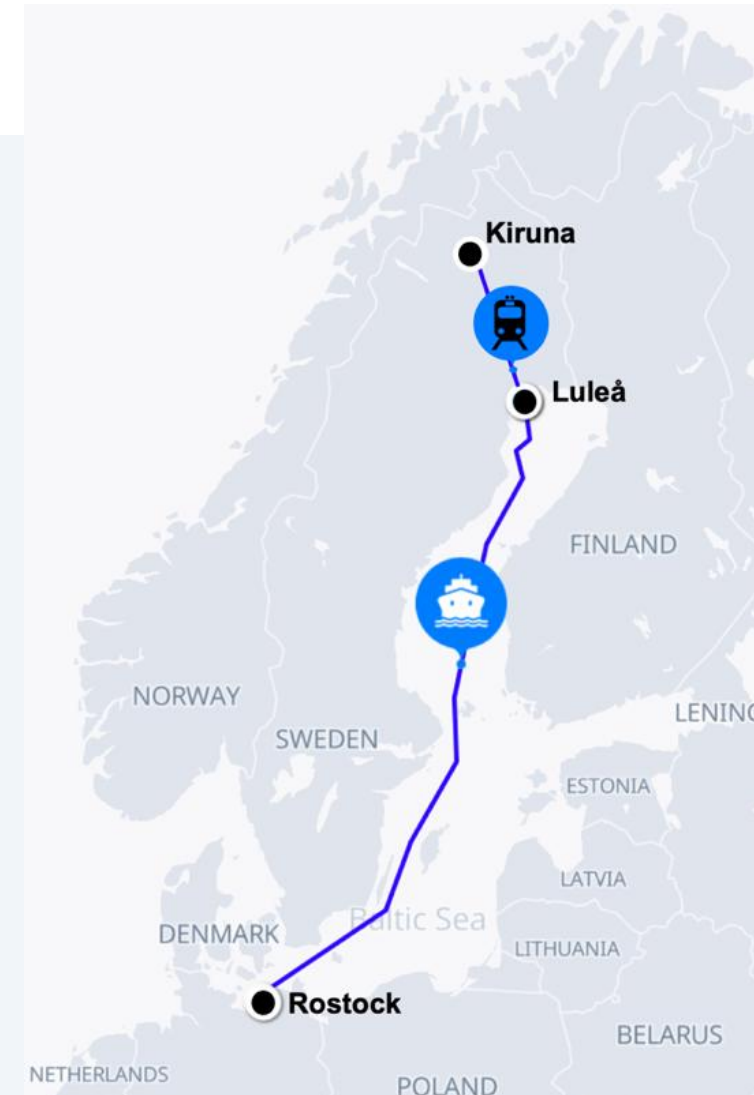 Kiruna
Luleå
FINLAND
NORWAY
LENING
SWEDEN
ESTONIA
LATVIA
Baltic Sea
DENMARK
LITHUANIA
Rostock
BELARUS
NETHERLANDS
POLAND